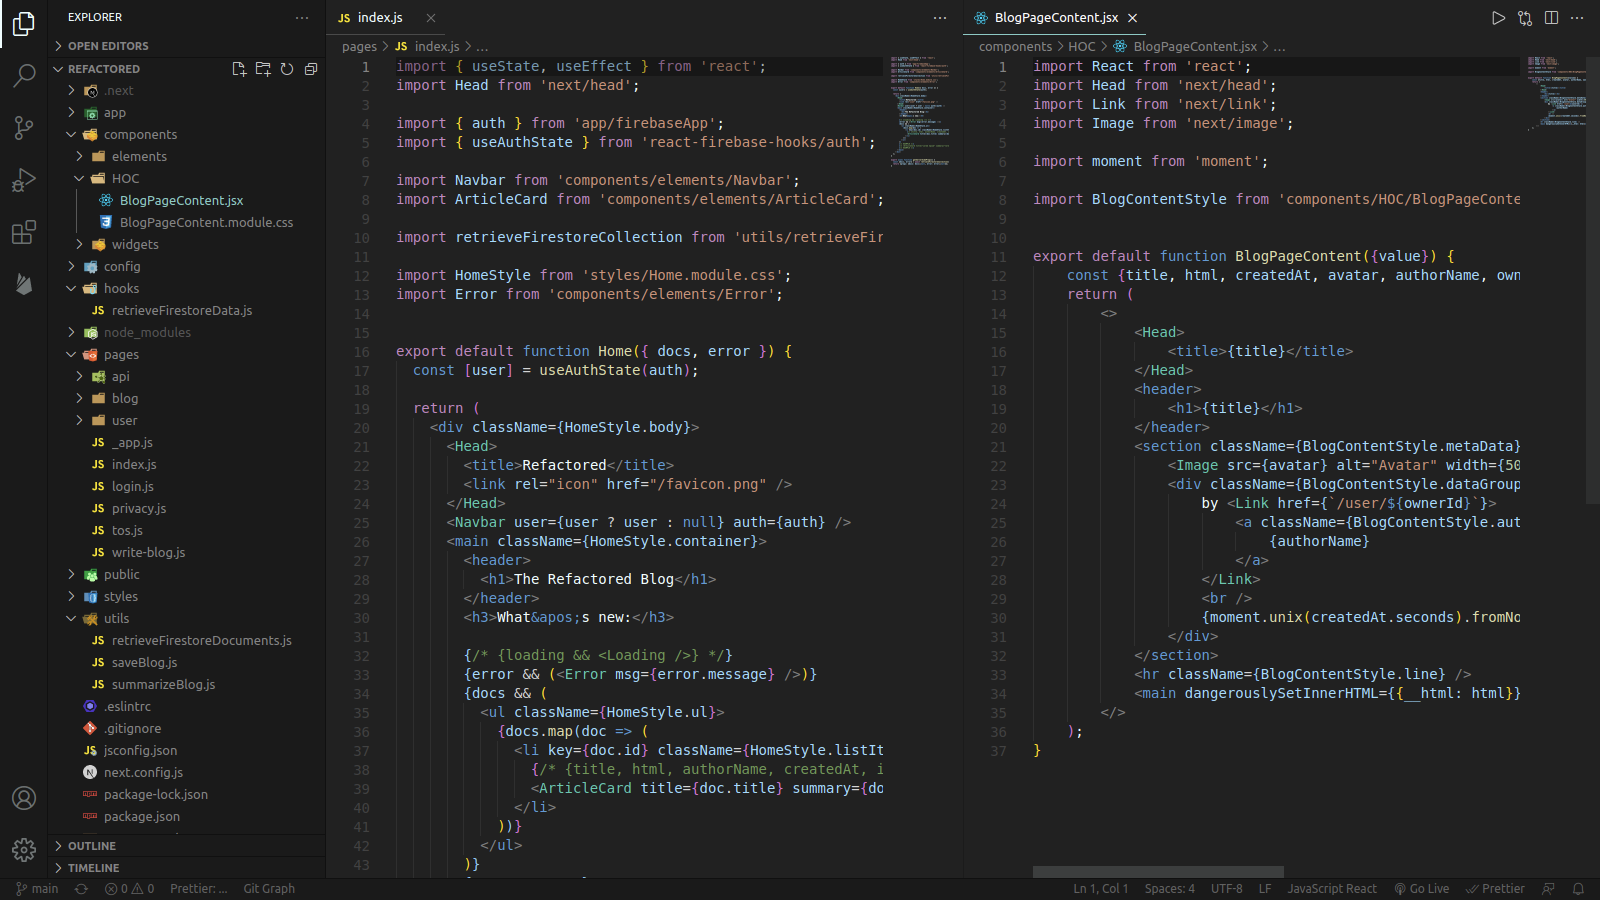 EXPLORER
OPEN EDITORS
REFACTORED
.next
app
components
elements
HOC
BlogPageContent.jsx
BlogPageContent.module.css
widgets
config
hooks
retrieveFirestoreData.js
node_modules
pages
api
blog
user
_app.js
index.js
login.js
privacy.js
tos.js
write-blog.js
public
styles
utils
retrieveFirestoreDocuments.js
saveBlog.js
summarizeBlog.js
.eslintrc
.gitignore
jsconfig.json
next.config.js
package-lock.json
package.json
OUTLINE
TIMELINE
JS index.js
pages > JS index.js > ...
1 import { useState, useEffect } from 'react';
2 import Head from 'next/head';
3
4 import { auth } from 'app/firebaseApp';
5 import { useAuthState } from 'react-firebase-hooks/auth';
6
7 import Navbar from 'components/elements/Navbar';
8 import ArticleCard from 'components/elements/ArticleCard';
9
10 import retrieveFirestoreCollection from 'utils/retrieveFir
11
12 import HomeStyle from 'styles/Home.module.css';
13 import Error from 'components/elements/Error';
14
15
16 export default function Home({ docs, error }) {
17 const [user] = useAuthState(auth);
18
19 return (
20 <div className={HomeStyle.body}>
21 <Head>
22 <title>Refactored</title>
23 <link rel="icon" href="/favicon.png" />
24 </Head>
25 <Navbar user={user ? user : null} auth={auth} />
26 <main className={HomeStyle.container}>
27 <header>
28 <h1>The Refactored Blog</h1>
29 </header>
30 <h3>What&apos;s new:</h3>
31
32 {/* {loading && <Loading />} */}
33 {error && (<Error msg={error.message} />)}
34 {docs && (
35 <ul className={HomeStyle.ul}>
36 {docs.map(doc => (
37 <li key={doc.id} className={HomeStyle.listIt
38 {/* {title, html, authorName, createdAt, i
39 <ArticleCard title={doc.title} summary={do
40 </li>
41 ))}
42 </ul>
43 )}
BlogPageContent.jsx
components > HOC > BlogPageContent.jsx > ...
1 import React from 'react';
2 import Head from 'next/head';
3 import Link from 'next/link';
4 import Image from 'next/image';
5
6 import moment from 'moment';
7
8 import BlogContentStyle from 'components/HOC/BlogPageConte
9
10
11 export default function BlogPageContent({value}) {
12 const {title, html, createdAt, avatar, authorName, own
13 return (
14 <>
15 <Head>
16 <title>{title}</title>
17 </Head>
18 <header>
19 <h1>{title}</h1>
20 </header>
21 <section className={BlogContentStyle.metaData}
22 <Image src={avatar} alt="Avatar" width={50
23 <div className={BlogContentStyle.dataGroup
24 by <Link href={`/user/${ownerId}`}>
25 <a className={BlogContentStyle.aut
26 {authorName}
27 </a>
28 </Link>
29 <br />
30 {moment.unix(createdAt.seconds).fromNo
31 </div>
32 </section>
33 <hr className={BlogContentStyle.line} />
34 <main dangerouslySetInnerHTML={{__html: html}}
35 </>
36 );
37 }
main 0 0 Prettier: ... Git Graph Ln 1, Col 1 Spaces: 4 UTF-8 LF JavaScript React Go Live Prettier